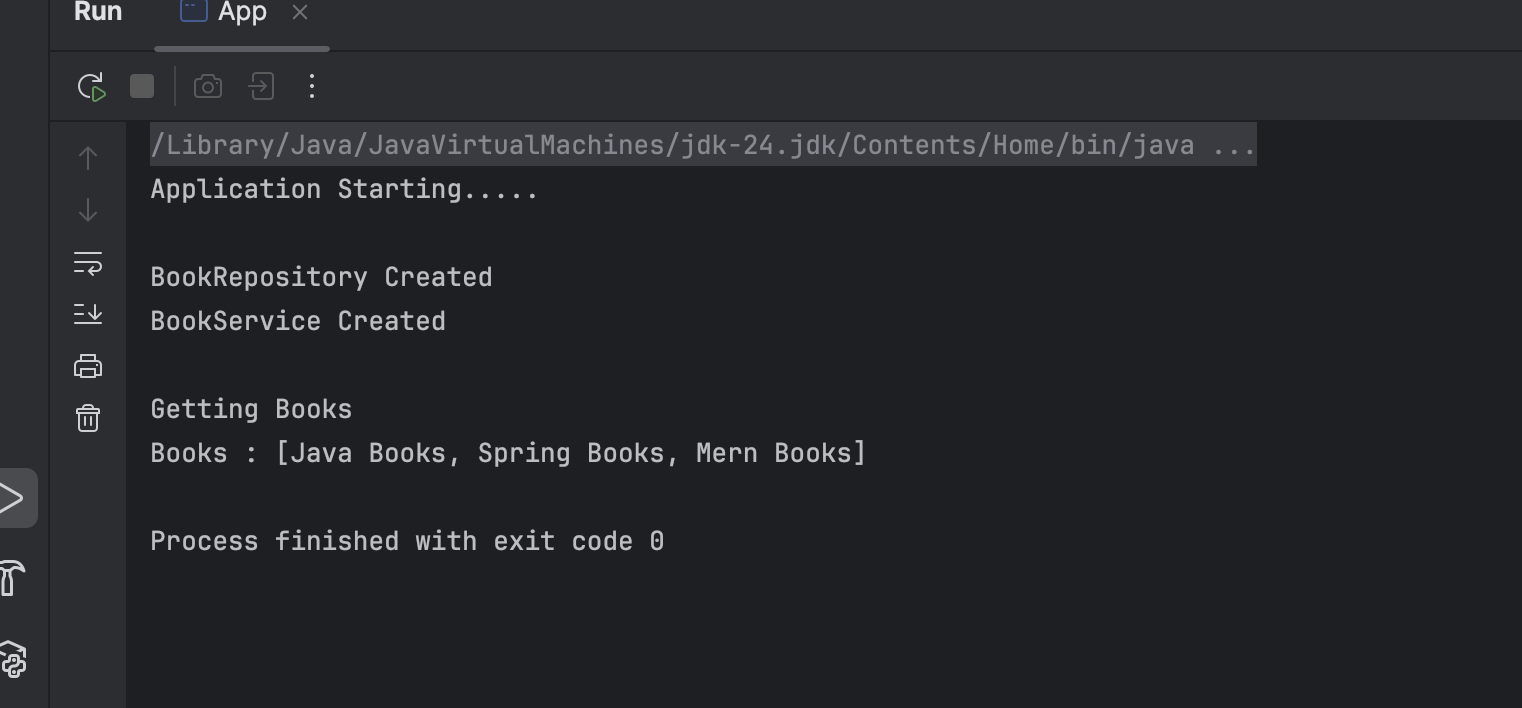 Run App
/Library/Java/JavaVirtualMachines/jdk-24.jdk/Contents/Home/bin/java ...
Application Starting.....
BookRepository Created
BookService Created
Getting Books
Books : [Java Books, Spring Books, Mern Books]
Process finished with exit code 0